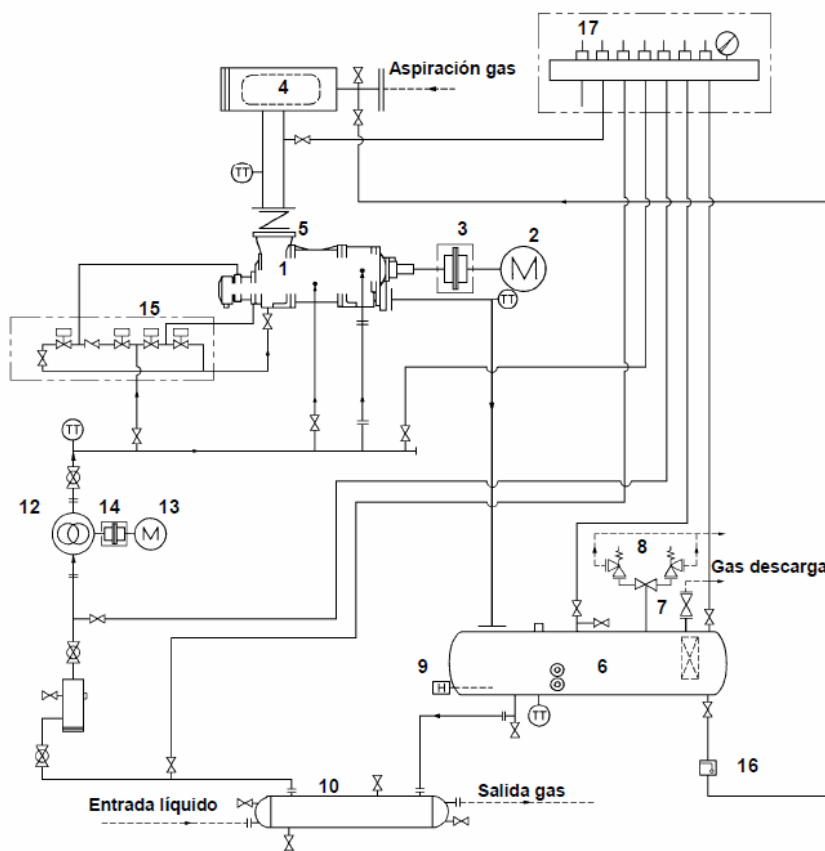 17
Aspiración gas
4
TT
5
3
2
1
M
TT
15
TT
12
14
13
M
8
Gas descarga
7
9
6
H
TT
16
10
Entrada líquido
Salida gas